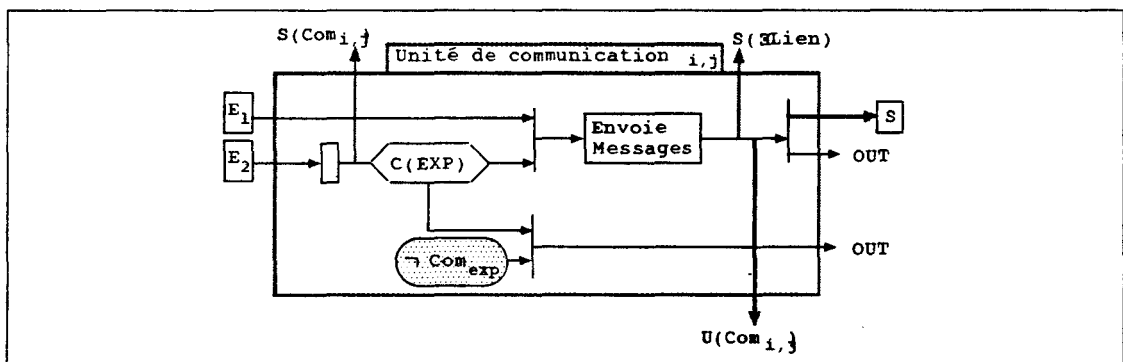 S(Com i,j)
S(∃Lien)
Unité de communication i,j
E1
S
Envoie
Messages
E2
C(EXP)
OUT
¬ Com exp
OUT
U(Com i,j)